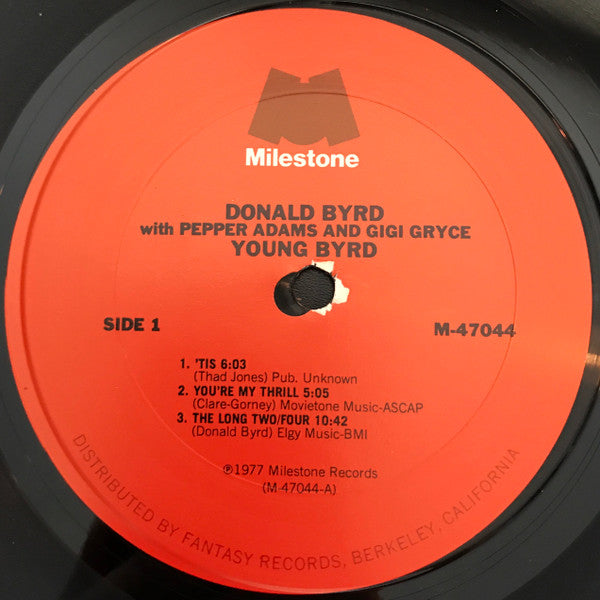 Milestone
DONALD BYRD
with PEPPER ADAMS AND GIGI GRYCE
YOUNG BYRD
SIDE 1
M-47044
1. 'TIS 6:03
(Thad Jones) Pub. Unknown
2. YOU'RE MY THRILL 5:05
(Clare-Gorney) Movietone Music-ASCAP
3. THE LONG TWO/FOUR 10:42
(Donald Byrd) Elgy Music-BMI
℗1977 Milestone Records
(M-47044-A)
DISTRIBUTED BY FANTASY RECORDS, BERKELEY, CALIFORNIA